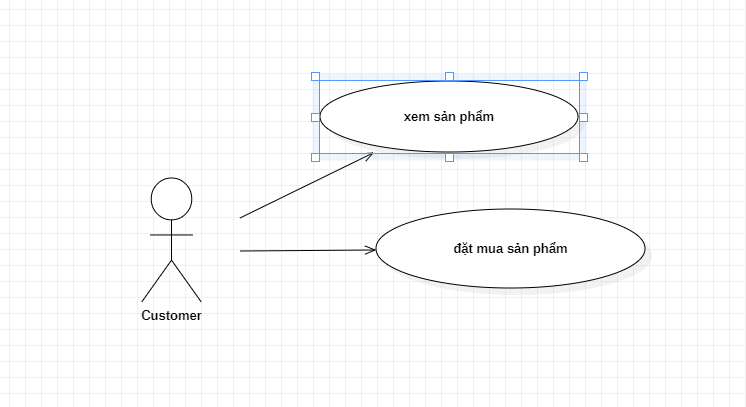 xem sản phẩm
đặt mua sản phẩm
Customer